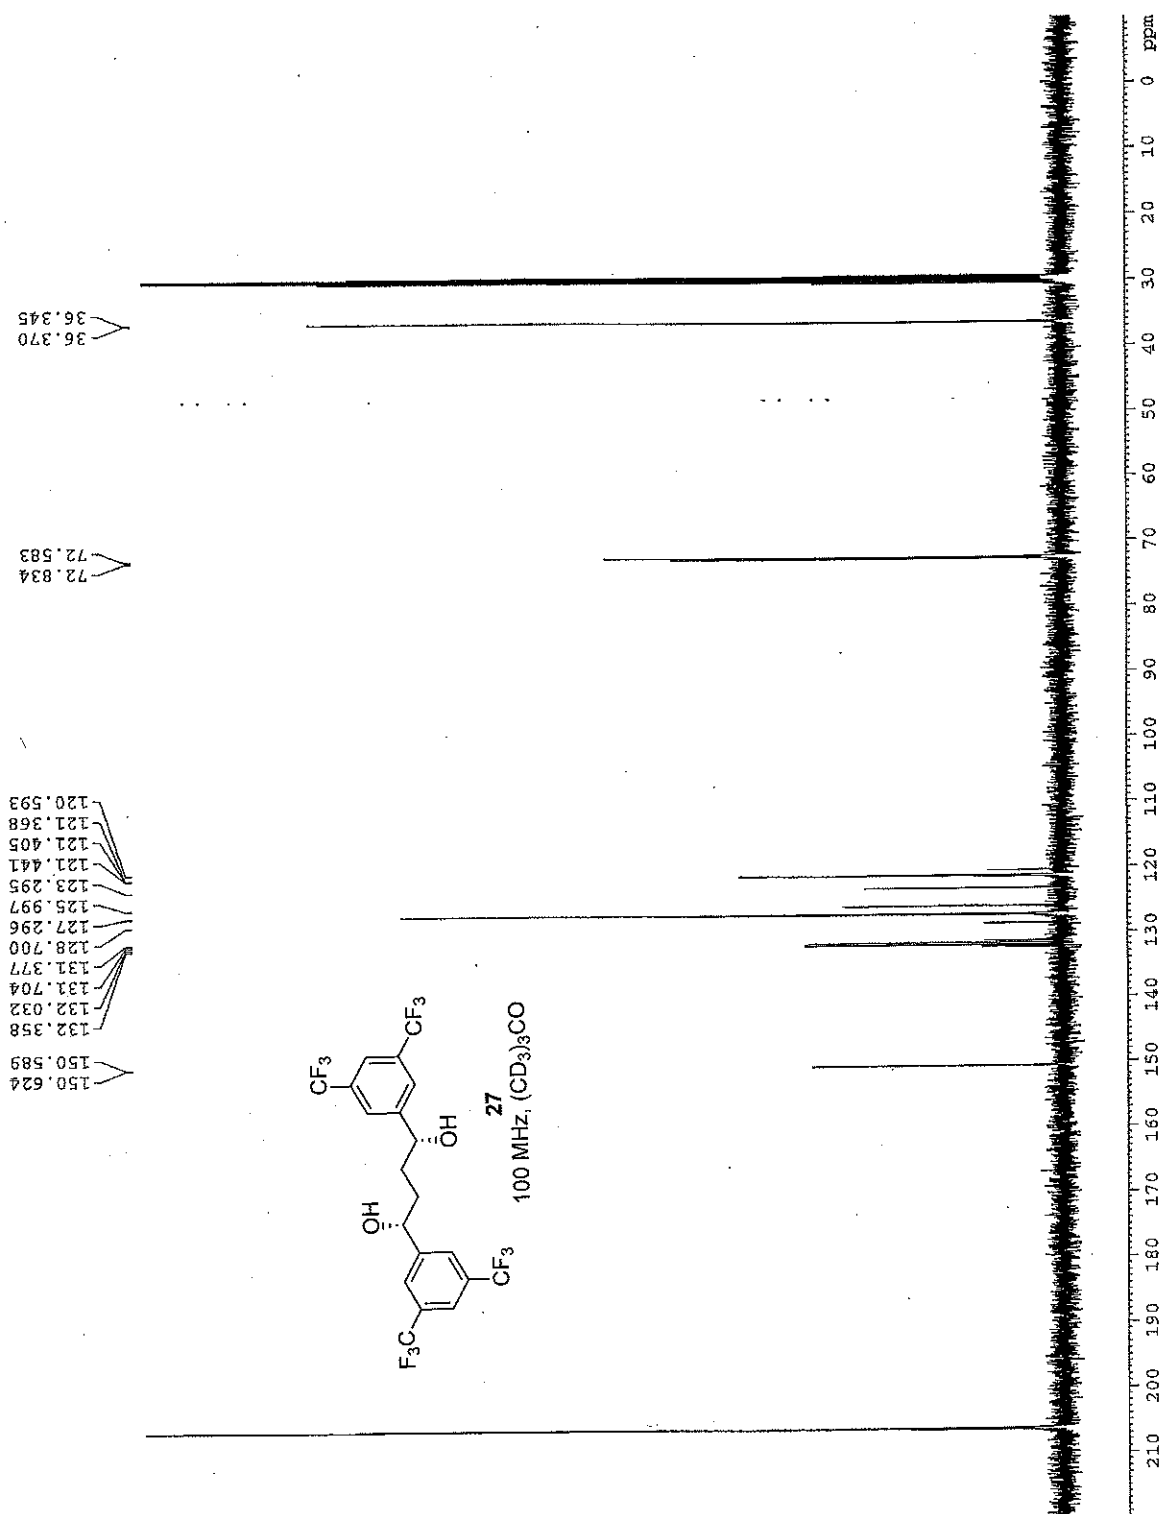 36.345
36.370
72.583
72.834
120.593
121.368
121.405
121.441
123.295
125.997
127.296
128.700
131.377
131.704
132.032
132.358
150.589
150.624
CF3
CF3
OH
OH
F3C
CF3
27
100 MHz, (CD3)3CO
210 200 190 180 170 160 150 140 130 120 110 100 90 80 70 60 50 40 30 20 10 0 ppm